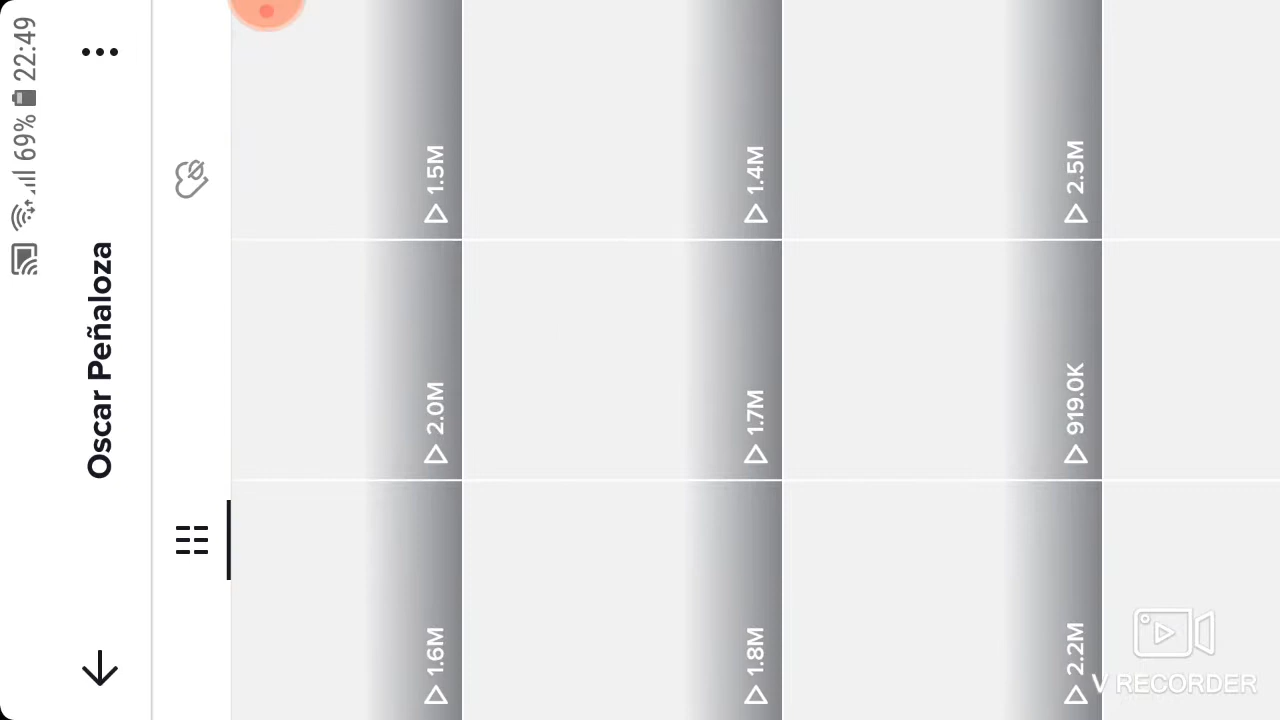 22:49
69%
Oscar Peñaloza
1.6M
2.0M
1.5M
1.8M
1.7M
1.4M
2.2M
919.0K
2.5M
V RECORDER